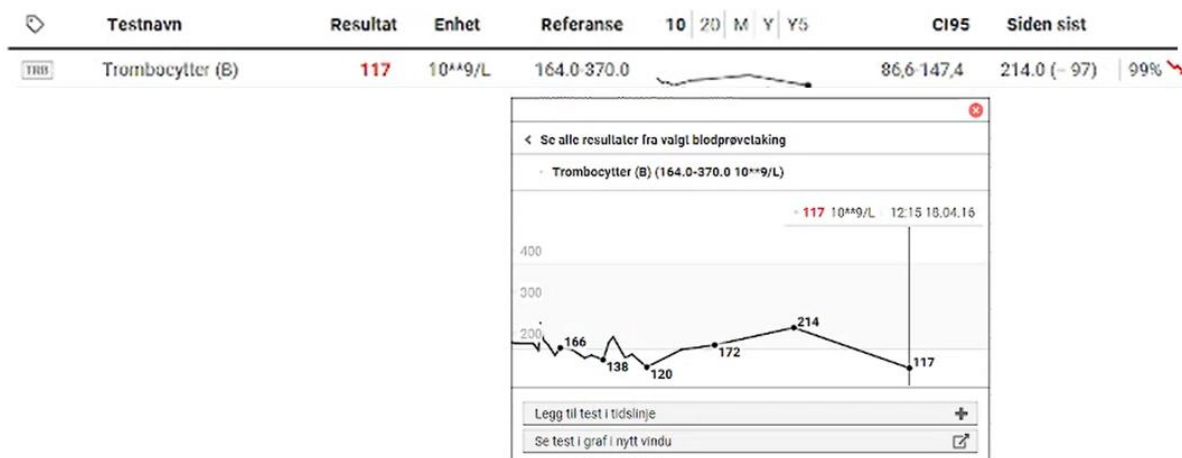 Testnavn Resultat Enhet Referanse 10 20 M Y Y5 CI95 Siden sist
TRB Trombocytter (B) 117 10**9/L 164.0-370.0 86,6-147,4 214.0 (- 97) 99%
< Se alle resultater fra valgt blodprøvetaking
Trombocytter (B) (164.0-370.0 10**9/L)
117 10**9/L 12:15 18.04.16
400
300
200
166
138
120
172
214
117
Legg til test i tidslinje
Se test i graf i nytt vindu